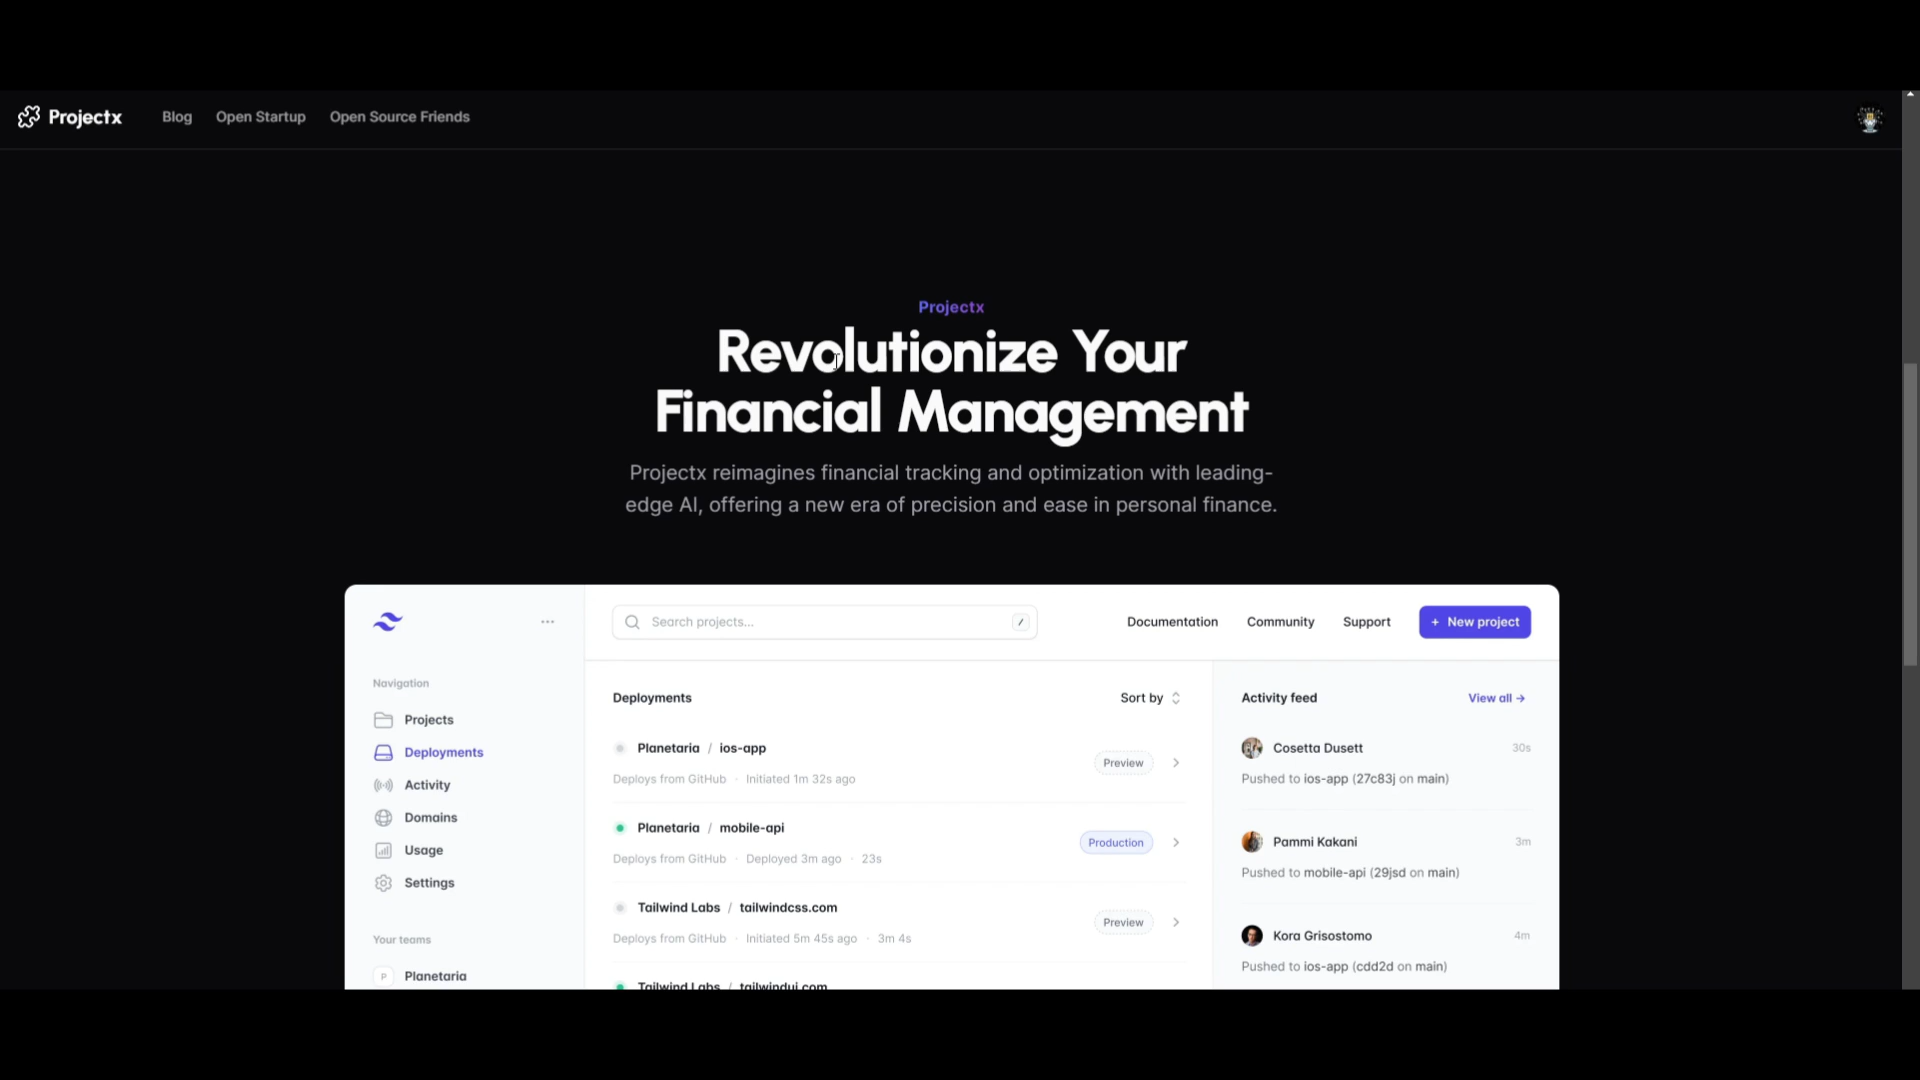 Projectx Blog Open Startup Open Source Friends
Projectx
Revolutionize Your
Financial Management
Projectx reimagines financial tracking and optimization with leading-
edge AI, offering a new era of precision and ease in personal finance.
Search projects... /
Documentation Community Support + New project
Navigation
Projects
Deployments
Activity
Domains
Usage
Settings
Your teams
P Planetaria
Deployments Sort by
Planetaria / ios-app
Deploys from GitHub · Initiated 1m 32s ago
Preview
Planetaria / mobile-api
Deploys from GitHub · Deployed 3m ago · 23s
Production
Tailwind Labs / tailwindcss.com
Deploys from GitHub · Initiated 5m 45s ago · 3m 4s
Preview
Tailwind Labs / tailwindui.com
Activity feed View all →
Cosetta Dusett 30s
Pushed to ios-app (27c83j on main)
Pammi Kakani 3m
Pushed to mobile-api (29jsd on main)
Kora Grisostomo 4m
Pushed to ios-app (cdd2d on main)